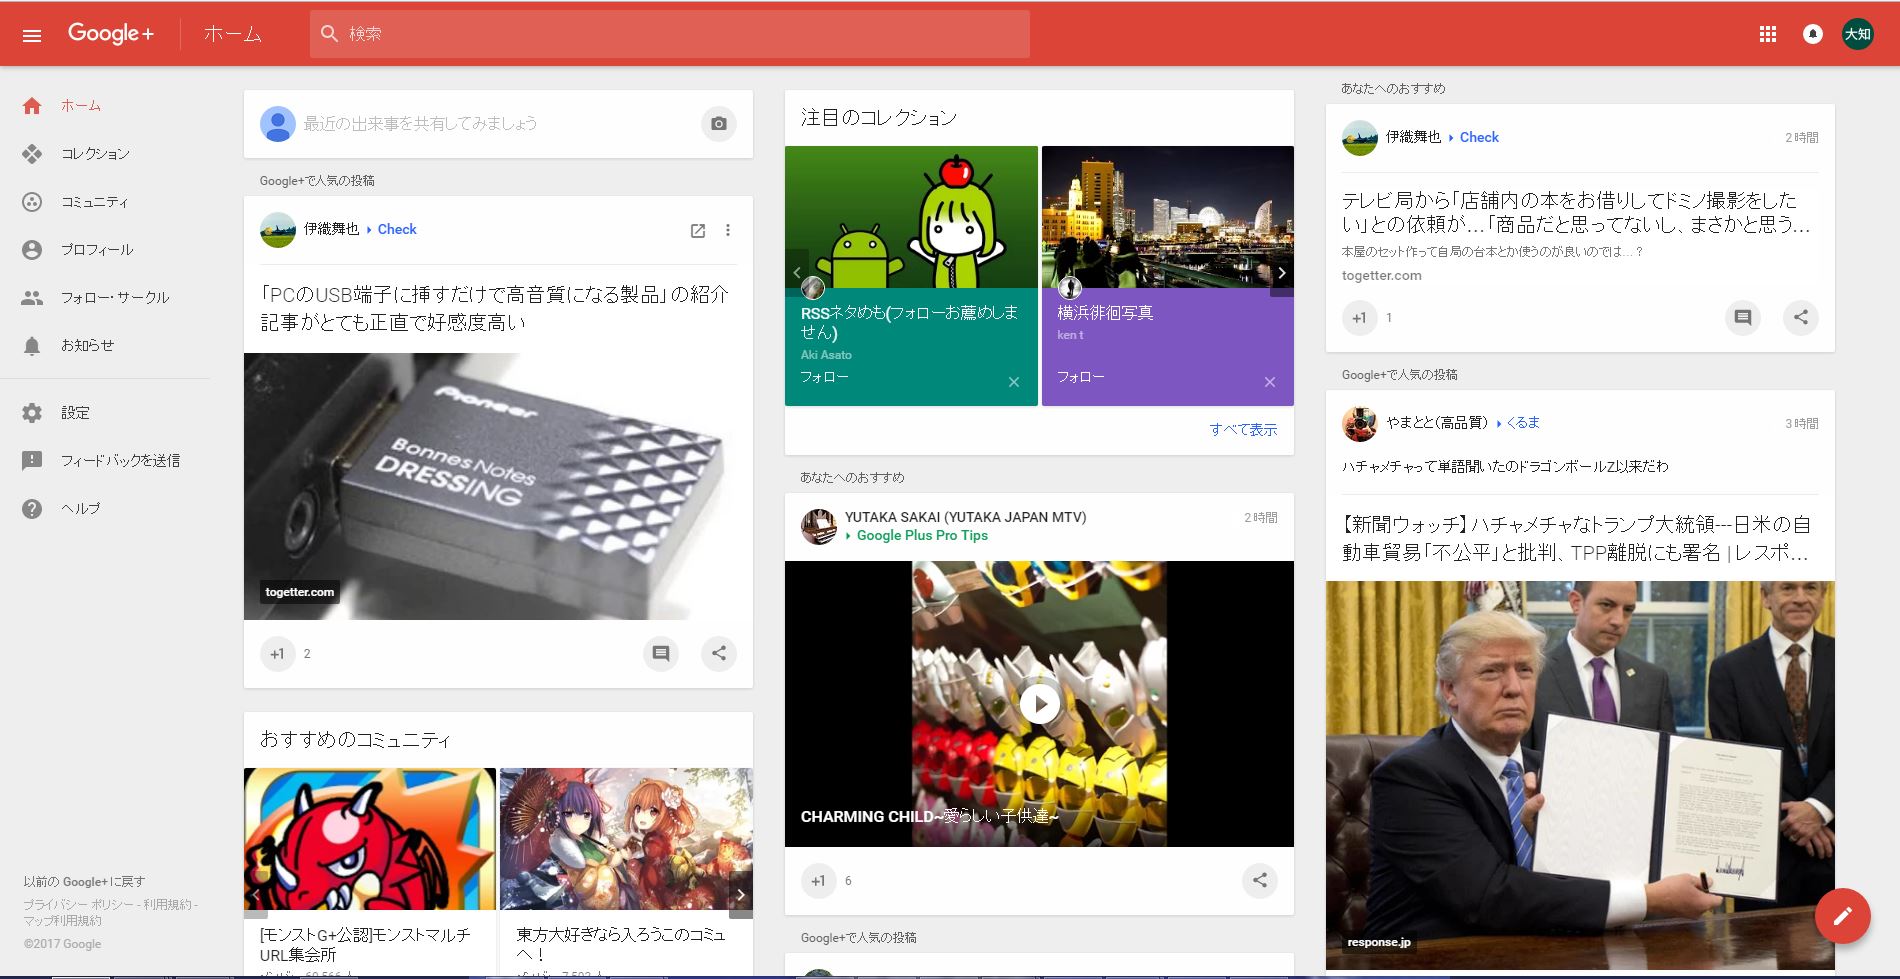 Google+
ホーム
検索
大知
ホーム
コレクション
コミュニティ
プロフィール
フォロー・サークル
お知らせ
設定
フィードバックを送信
ヘルプ
以前の Google+ に戻す
プライバシー ポリシー - 利用規約 -
マップ利用規約
©2017 Google
最近の出来事を共有してみましょう
Google+で人気の投稿
伊織舞也 Check
「PCのUSB端子に挿すだけで高音質になる製品」の紹介
記事がとても正直で好感度高い
Pioneer
Bonnes Notes
DRESSING
togetter.com
+1 2
おすすめのコミュニティ
[モンストG+公認]モンストマルチ
URL集会所
東方大好きなら入ろうこのコミュ
へ！
注目のコレクション
RSSネタめも(フォローお薦めしま
せん)
Aki Asato
フォロー
横浜徘徊写真
ken t
フォロー
すべて表示
あなたへのおすすめ
YUTAKA SAKAI (YUTAKA JAPAN MTV)
2 時間
Google Plus Pro Tips
CHARMING CHILD~愛らしい子供達~
+1 6
Google+で人気の投稿
あなたへのおすすめ
伊織舞也 Check
2 時間
テレビ局から「店舗内の本をお借りしてドミノ撮影をした
い」との依頼が…「商品だと思ってないし、まさかと思う…
本屋のセット作って自局の台本とか使うのが良いのでは…？
togetter.com
+1 1
Google+で人気の投稿
やまとと（高品質） くるま
3 時間
ハチャメチャって単語聞いたのドラゴンボールZ以来だわ
【新聞ウォッチ】ハチャメチャなトランプ大統領---日米の自
動車貿易「不公平」と批判、TPP離脱にも署名 | レスポ…
response.jp